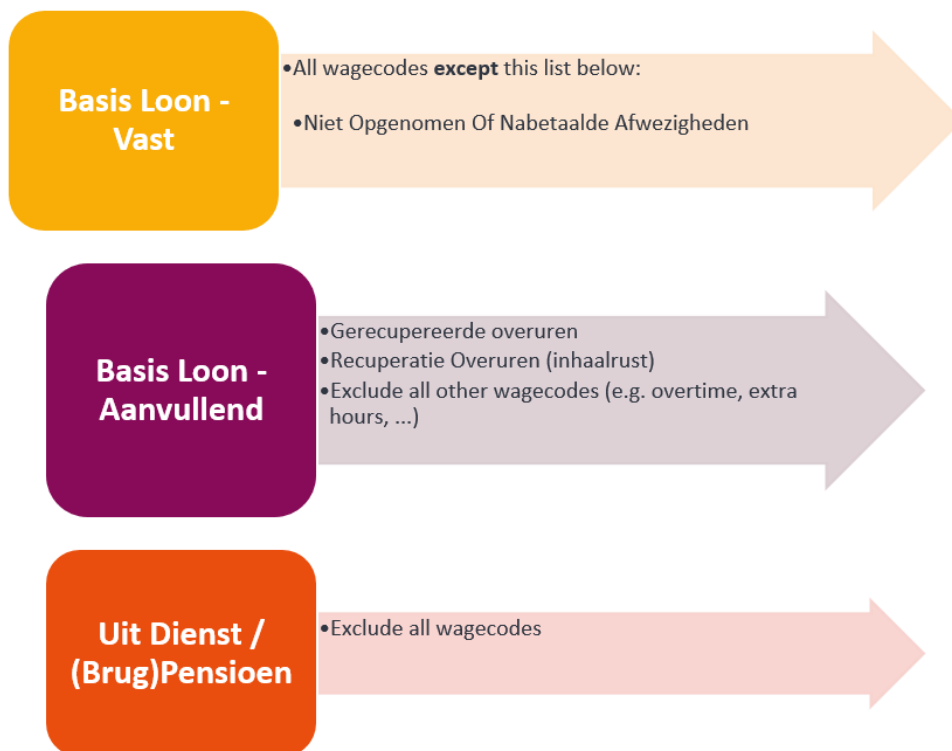 Basis Loon -
Vast
•All wagecodes except this list below:
•Niet Opgenomen Of Nabetaalde Afwezigheden
Basis Loon -
Aanvullend
•Gerecupereerde overuren
•Recuperatie Overuren (inhaalrust)
•Exclude all other wagecodes (e.g. overtime, extra
hours, ...)
Uit Dienst /
(Brug)Pensioen
•Exclude all wagecodes